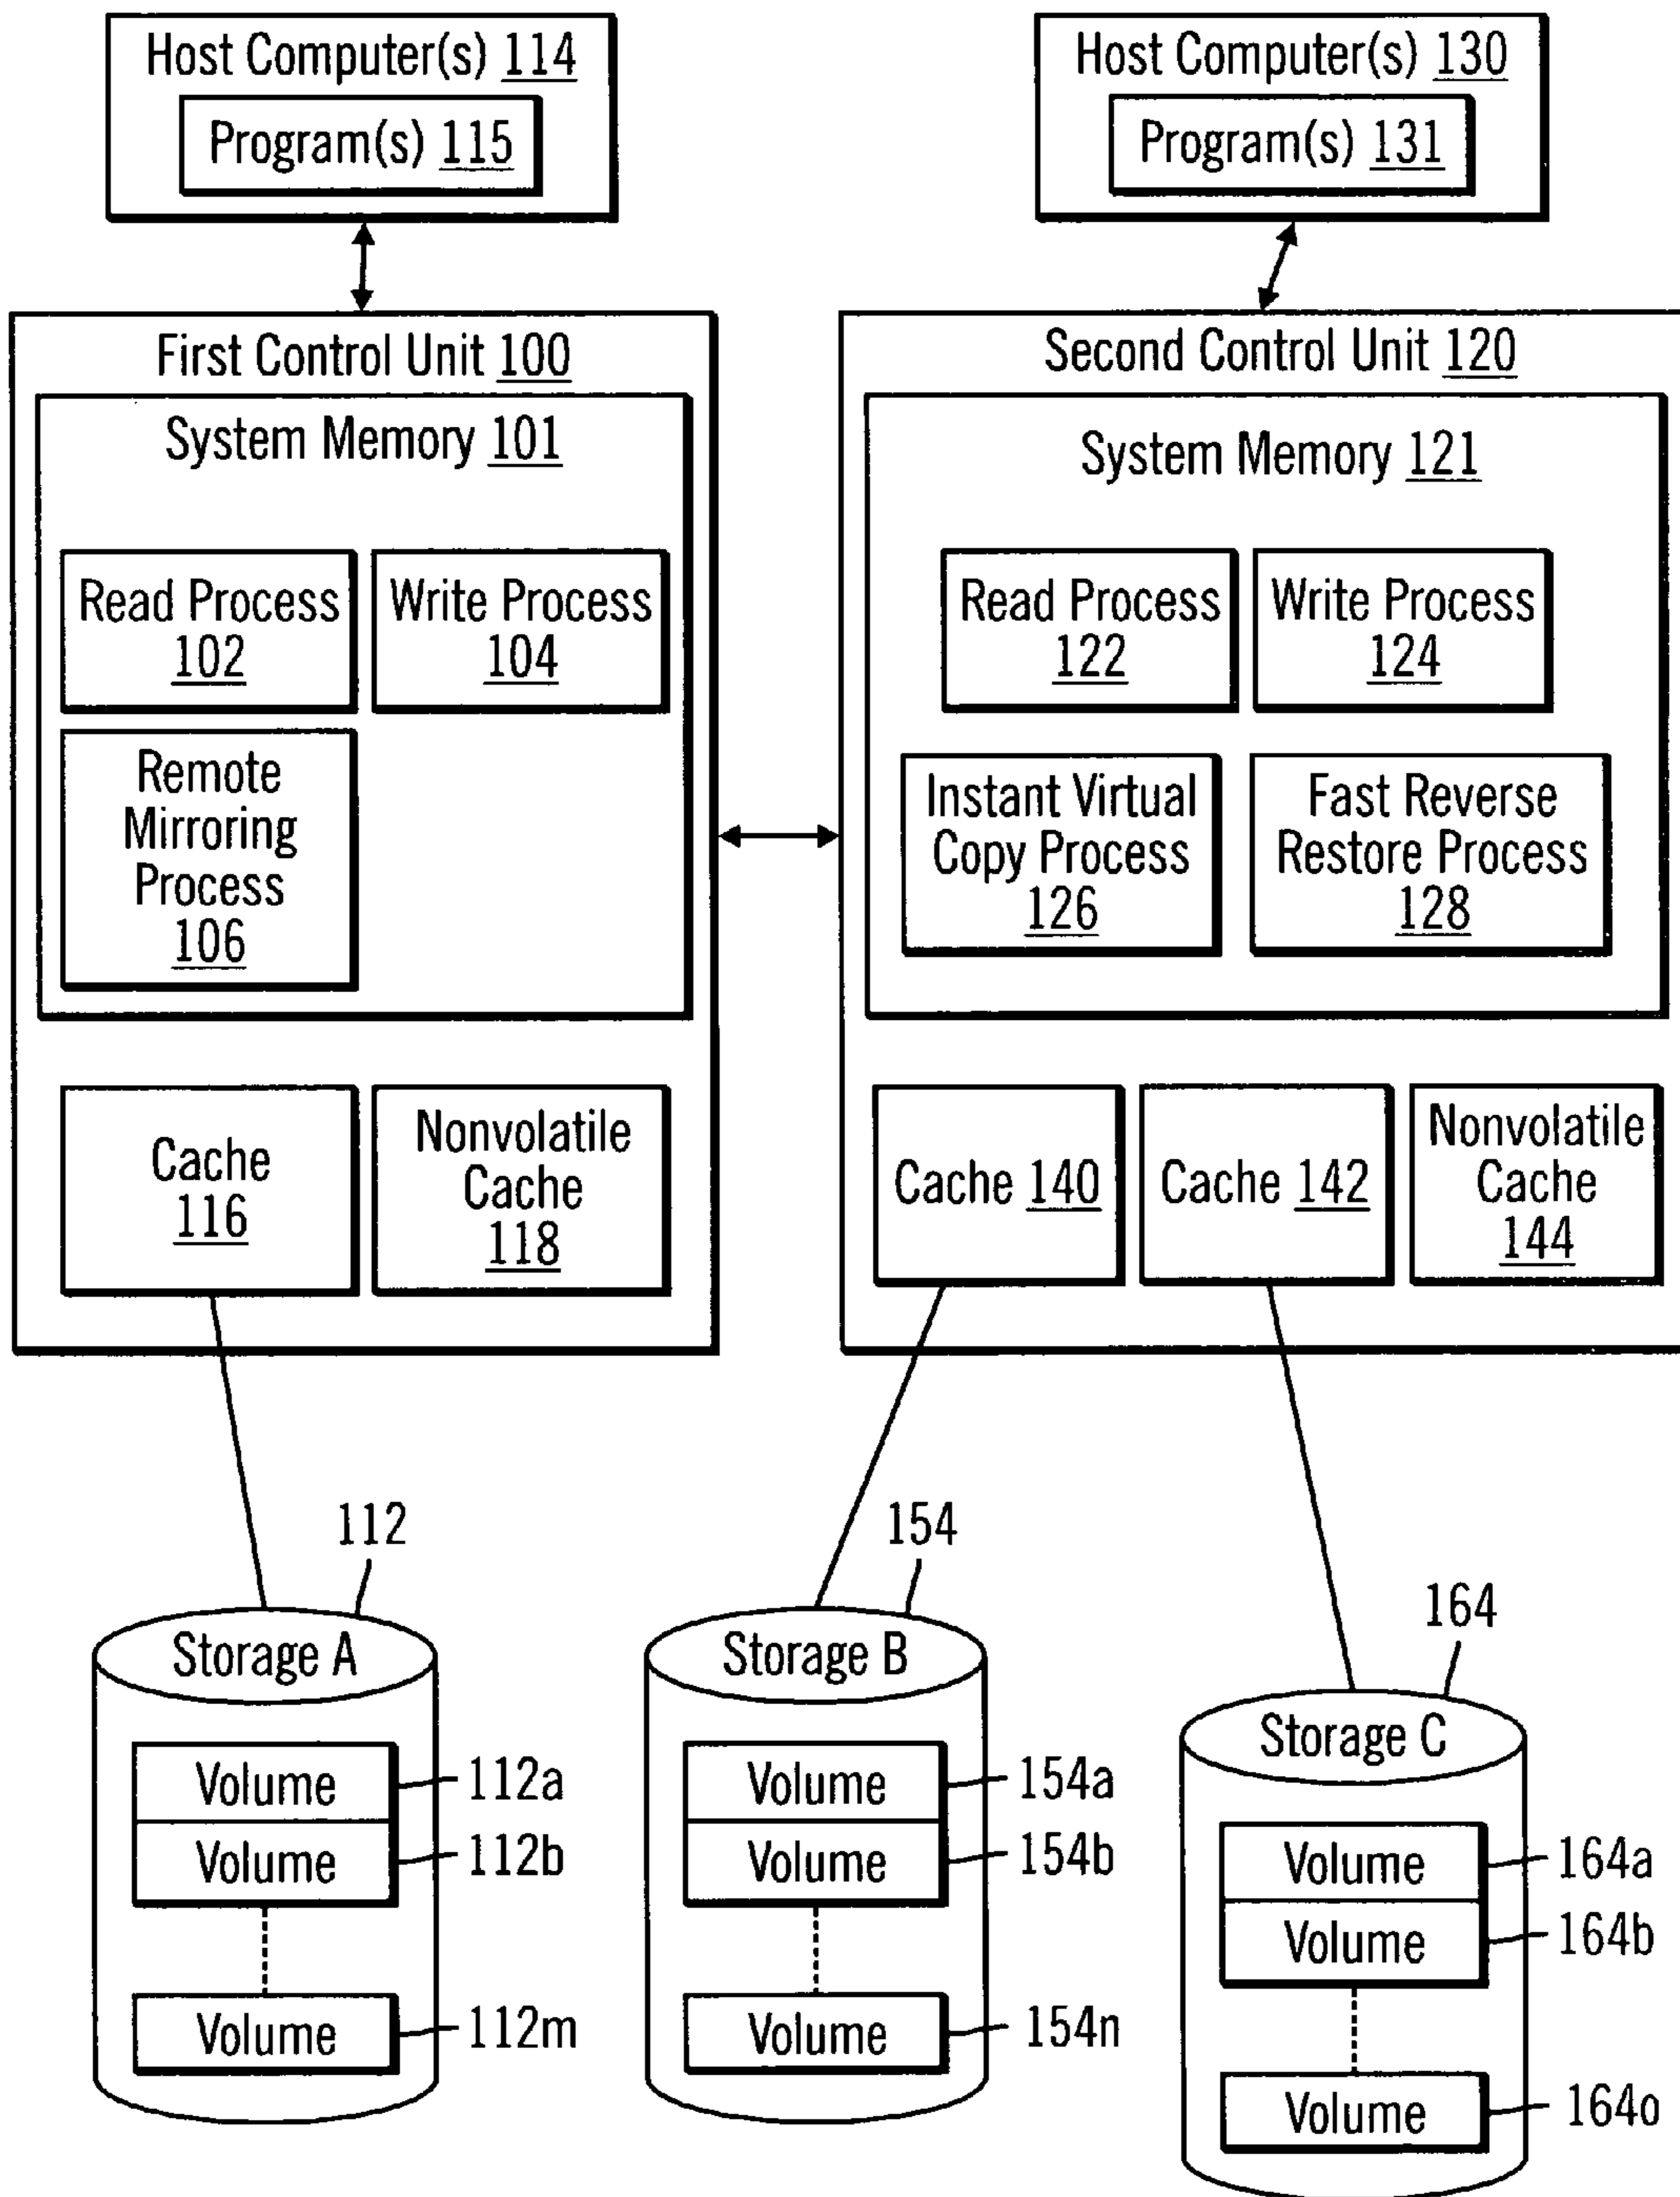 Host Computer(s) 114
Program(s) 115
Host Computer(s) 130
Program(s) 131
First Control Unit 100
System Memory 101
Read Process
102
Write Process
104
Remote
Mirroring
Process
106
Cache
116
Nonvolatile
Cache
118
Second Control Unit 120
System Memory 121
Read Process
122
Write Process
124
Instant Virtual
Copy Process
126
Fast Reverse
Restore Process
128
Cache 140
Cache 142
Nonvolatile
Cache
144
112
Storage A
Volume
112a
Volume
112b
Volume
112m
154
Storage B
Volume
154a
Volume
154b
Volume
154n
164
Storage C
Volume
164a
Volume
164b
Volume
164o